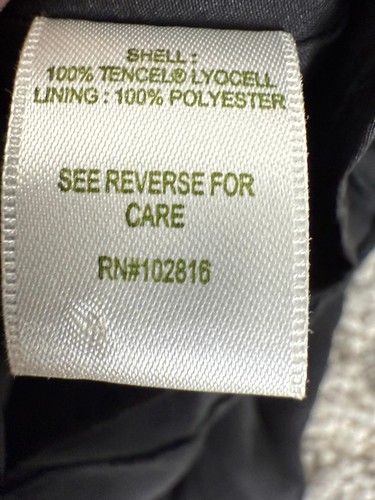 SHELL :
100% TENCEL® LYOCELL
LINING : 100% POLYESTER
SEE REVERSE FOR
CARE
RN#102816